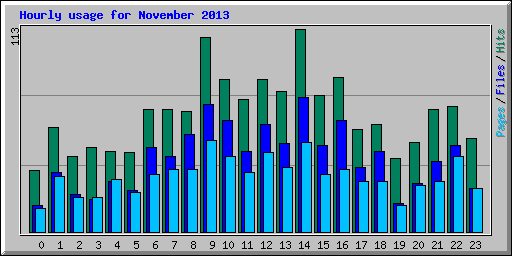 Hourly usage for November 2013
113
Pages / Files / Hits
0 1 2 3 4 5 6 7 8 9 10 11 12 13 14 15 16 17 18 19 20 21 22 23